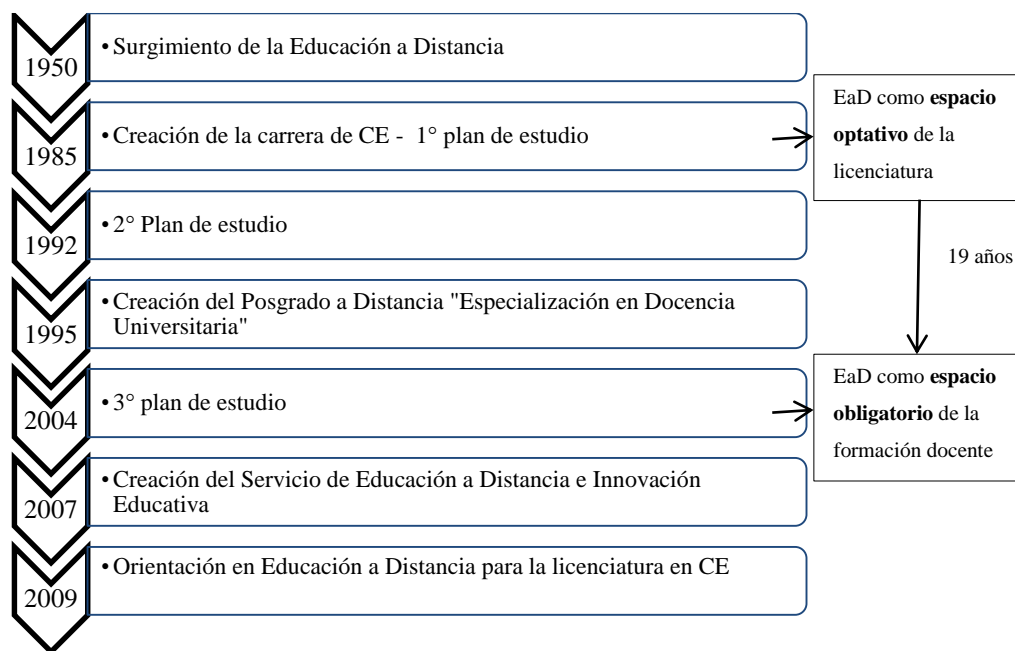 1950
• Surgimiento de la Educación a Distancia
1985
• Creación de la carrera de CE - 1° plan de estudio
EaD como espacio
optativo de la
licenciatura
1992
• 2° Plan de estudio
19 años
1995
• Creación del Posgrado a Distancia "Especialización en Docencia
Universitaria"
2004
• 3° plan de estudio
EaD como espacio
obligatorio de la
formación docente
2007
• Creación del Servicio de Educación a Distancia e Innovación
Educativa
2009
• Orientación en Educación a Distancia para la licenciatura en CE